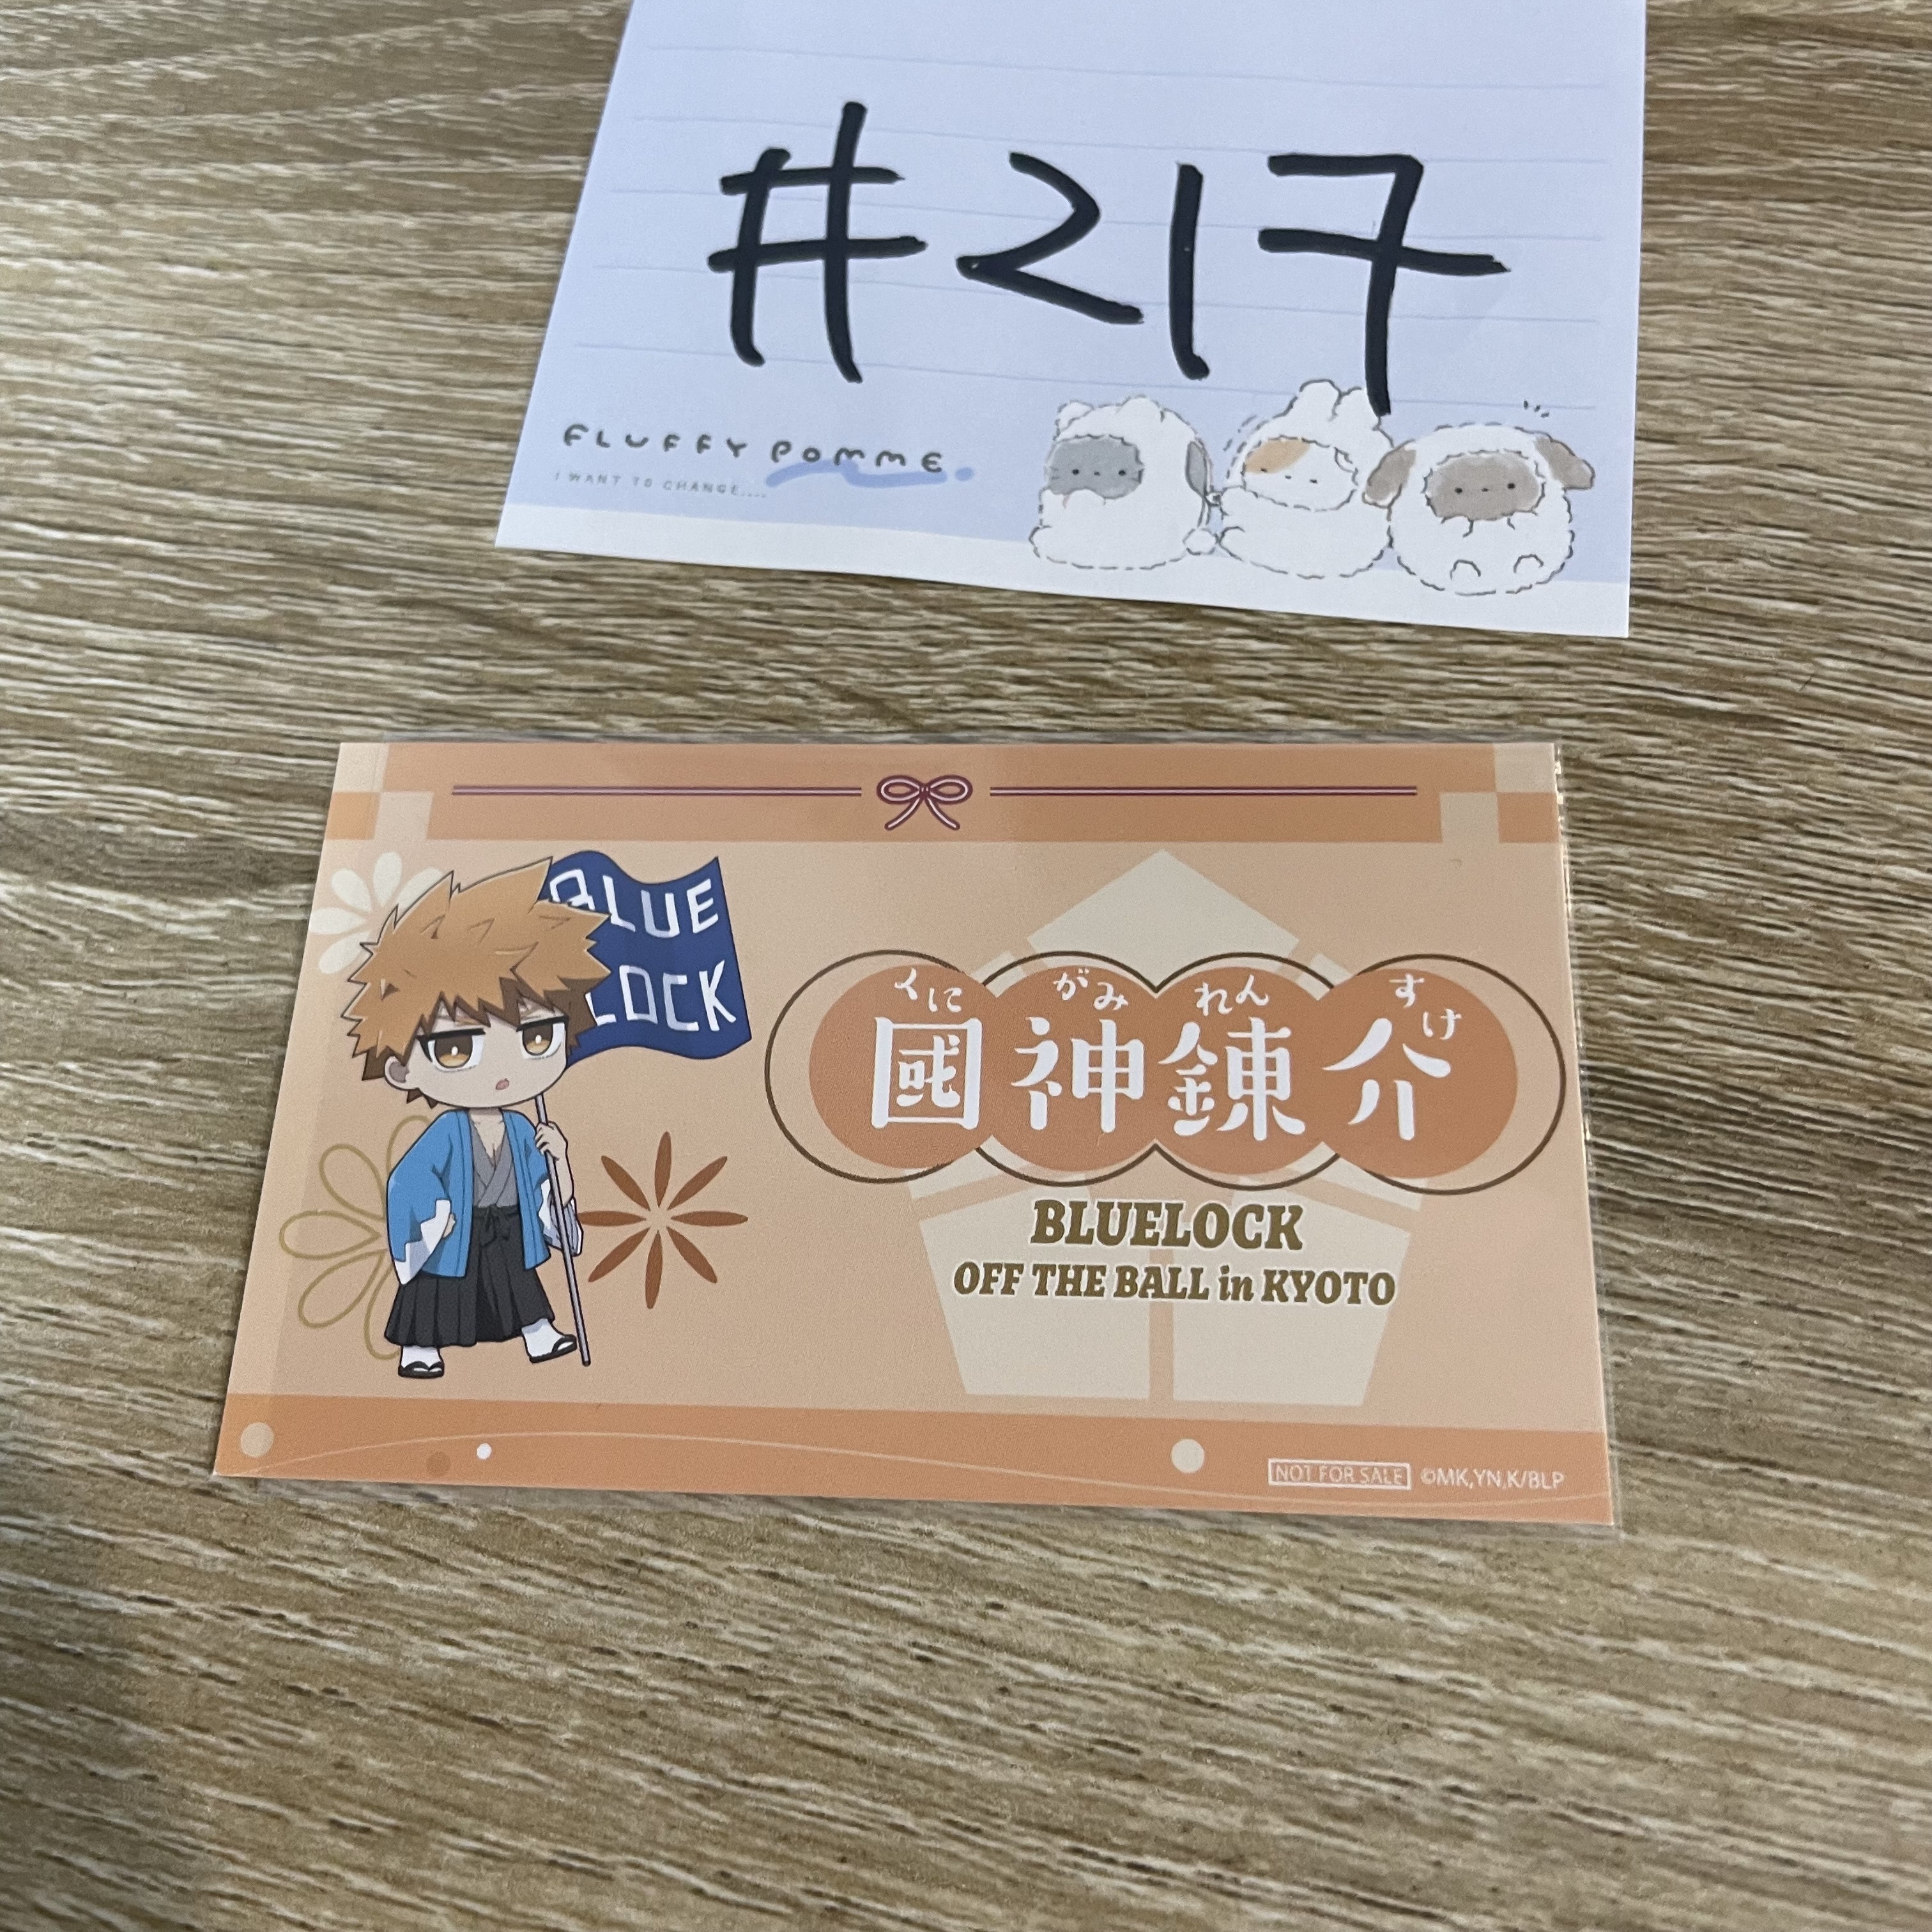 #217
FLUFFY POMME
I WANT TO CHANGE....
BLUE
LOCK
くに がみ れん すけ
國神錬介
BLUELOCK
OFF THE BALL in KYOTO
NOT FOR SALE ©MK,YN,K/BLP